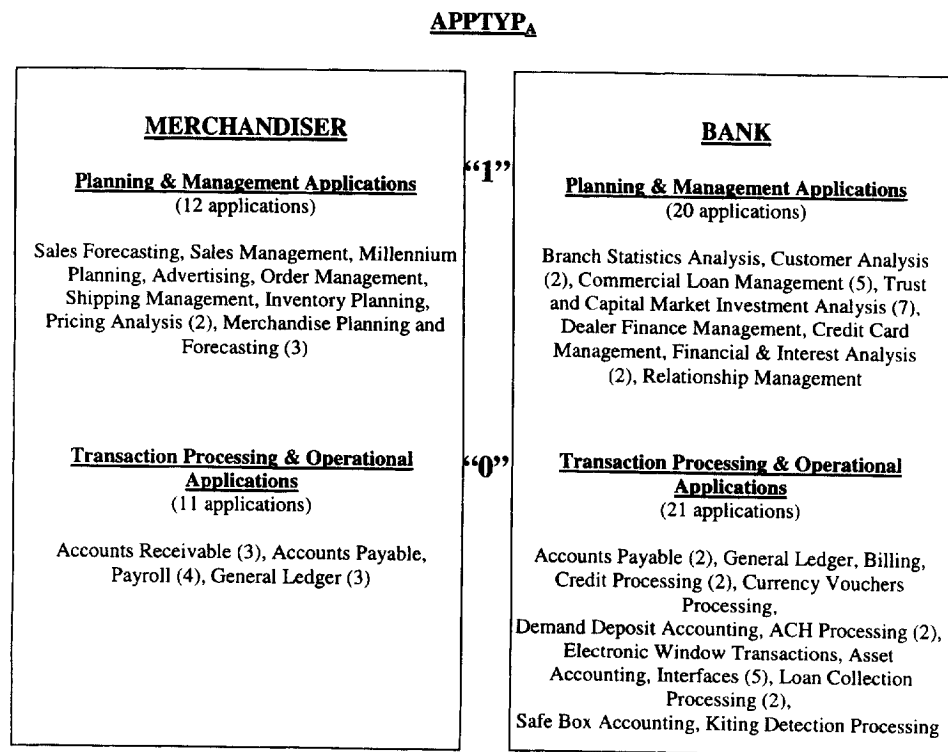 APPTYPA
MERCHANDISER
Planning & Management Applications
(12 applications)
Sales Forecasting, Sales Management, Millennium
Planning, Advertising, Order Management,
Shipping Management, Inventory Planning,
Pricing Analysis (2), Merchandise Planning and
Forecasting (3)
Transaction Processing & Operational
Applications
(11 applications)
Accounts Receivable (3), Accounts Payable,
Payroll (4), General Ledger (3)
“1”
“0”
BANK
Planning & Management Applications
(20 applications)
Branch Statistics Analysis, Customer Analysis
(2), Commercial Loan Management (5), Trust
and Capital Market Investment Analysis (7),
Dealer Finance Management, Credit Card
Management, Financial & Interest Analysis
(2), Relationship Management
Transaction Processing & Operational
Applications
(21 applications)
Accounts Payable (2), General Ledger, Billing,
Credit Processing (2), Currency Vouchers
Processing,
Demand Deposit Accounting, ACH Processing (2),
Electronic Window Transactions, Asset
Accounting, Interfaces (5), Loan Collection
Processing (2),
Safe Box Accounting, Kiting Detection Processing